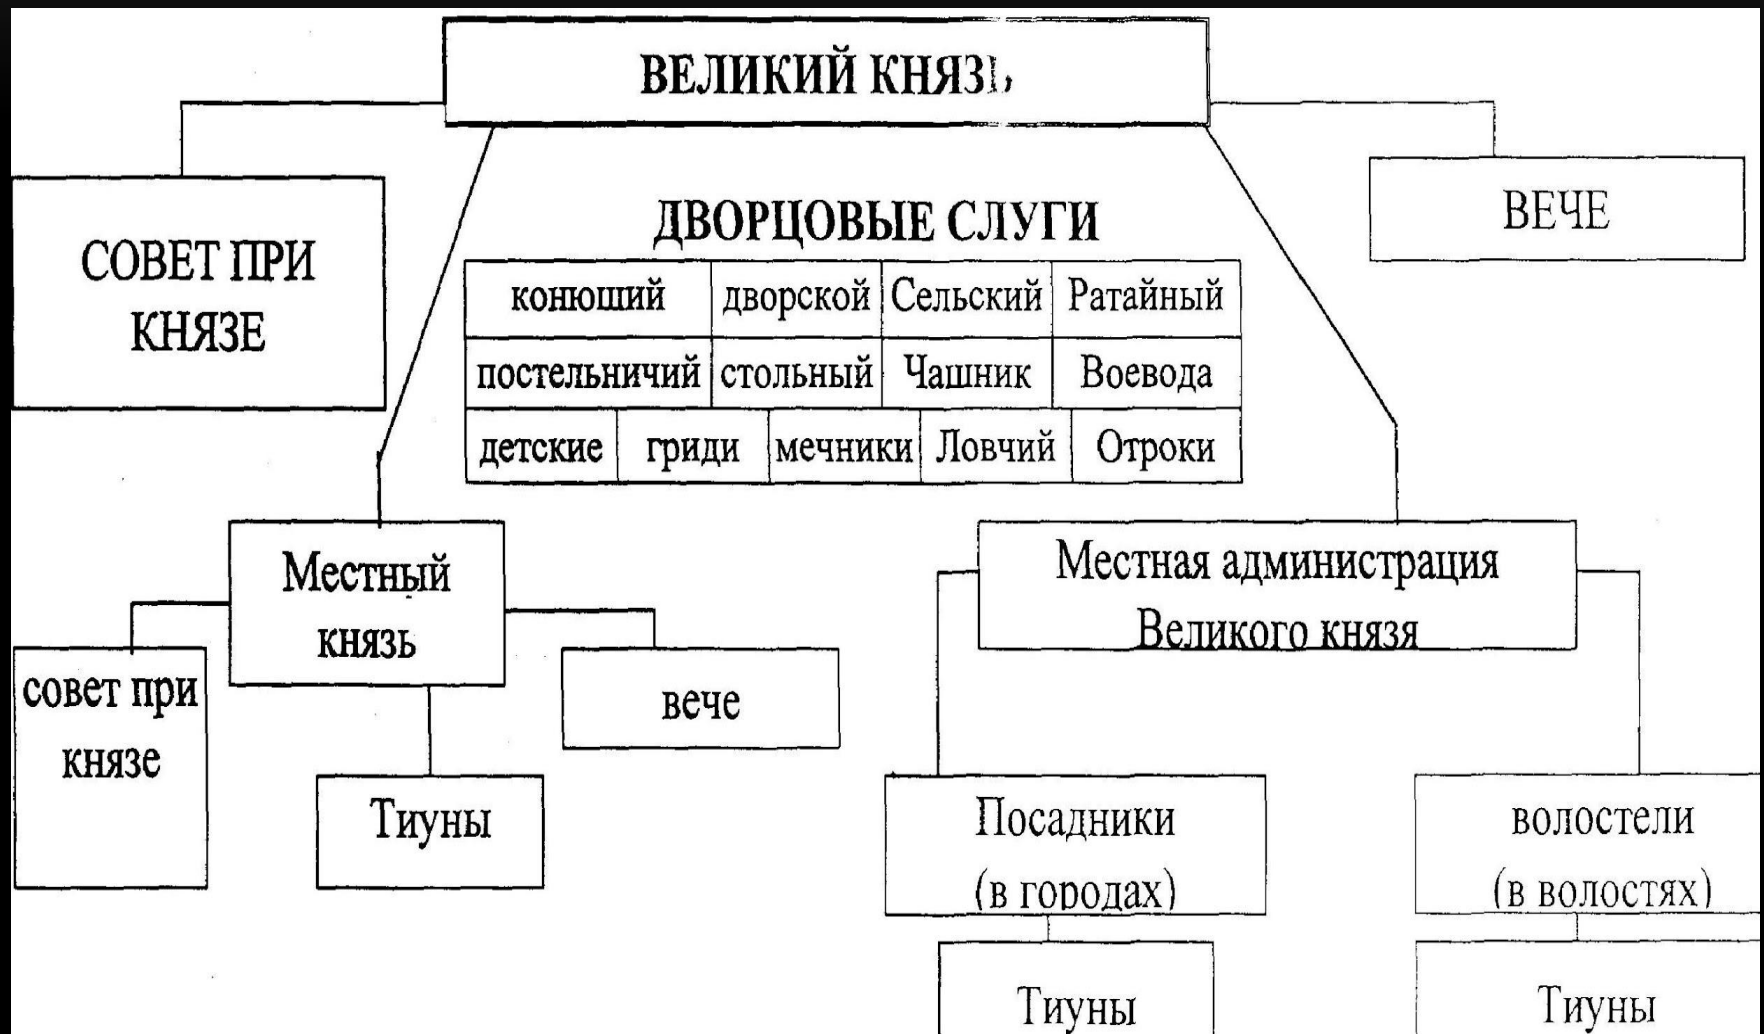 ВЕЛИКИЙ КНЯЗЬ
СОВЕТ ПРИ
КНЯЗЕ
ВЕЧЕ
ДВОРЦОВЫЕ СЛУГИ
конюший дворской Сельский Ратайный
постельничий стольный Чашник Воевода
детские гриди мечники Ловчий Отроки
Местный
князь
совет при
князе
вече
Тиуны
Местная администрация
Великого князя
Посадники
(в городах)
волостели
(в волостях)
Тиуны
Тиуны